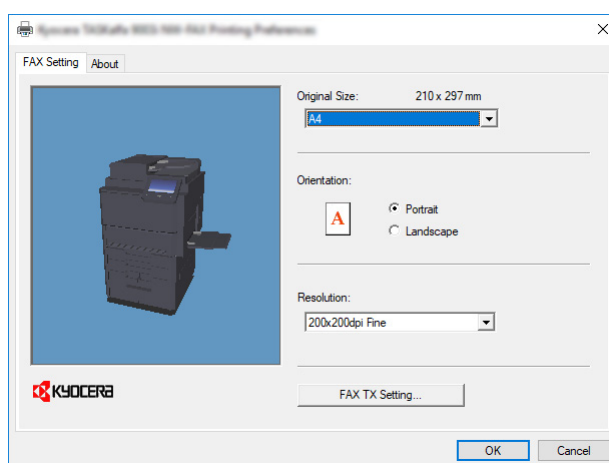 FAX Setting
About
Original Size: 210 x 297 mm
A4
Orientation:
A
Portrait
Landscape
Resolution:
200x200dpi Fine
KYOCERA
FAX TX Setting...
OK
Cancel